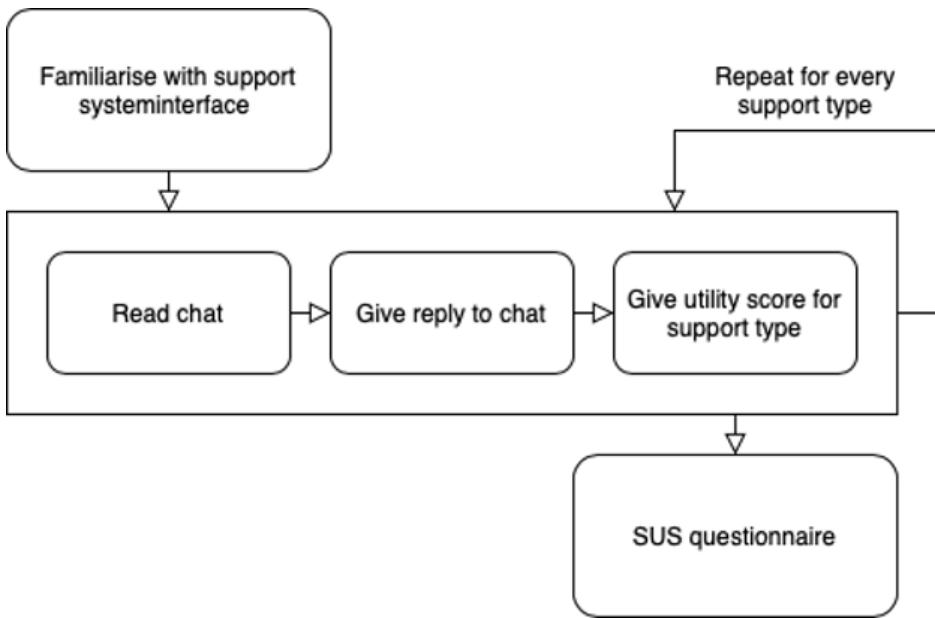 Familiarise with support
systeminterface
Repeat for every
support type
Read chat
Give reply to chat
Give utility score for
support type
SUS questionnaire